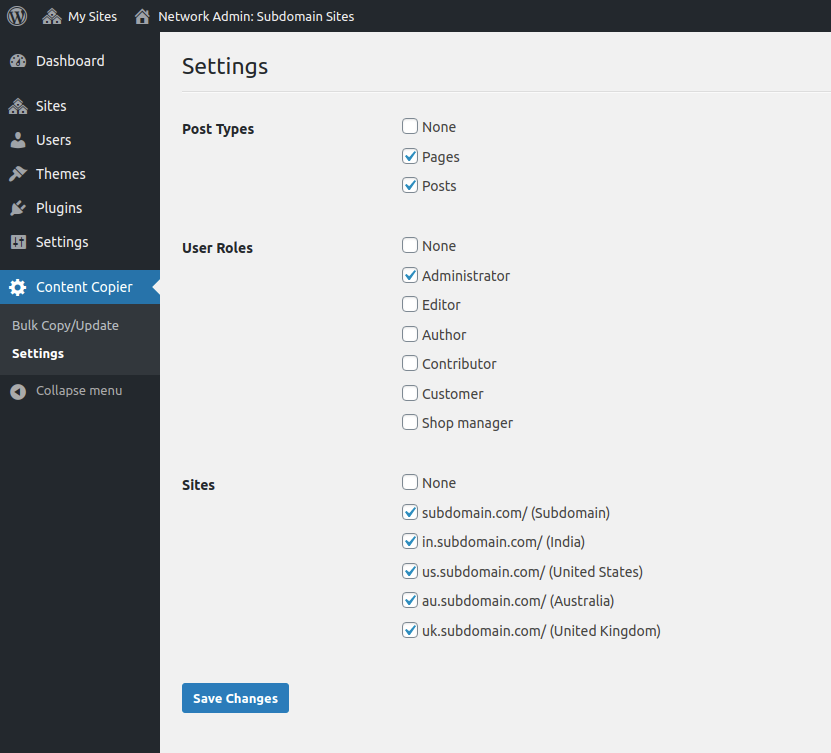 My Sites
Network Admin: Subdomain Sites
Dashboard
Sites
Users
Themes
Plugins
Settings
Content Copier
Bulk Copy/Update
Settings
Collapse menu
Settings
Post Types
None
Pages
Posts
User Roles
None
Administrator
Editor
Author
Contributor
Customer
Shop manager
Sites
None
subdomain.com/ (Subdomain)
in.subdomain.com/ (India)
us.subdomain.com/ (United States)
au.subdomain.com/ (Australia)
uk.subdomain.com/ (United Kingdom)
Save Changes